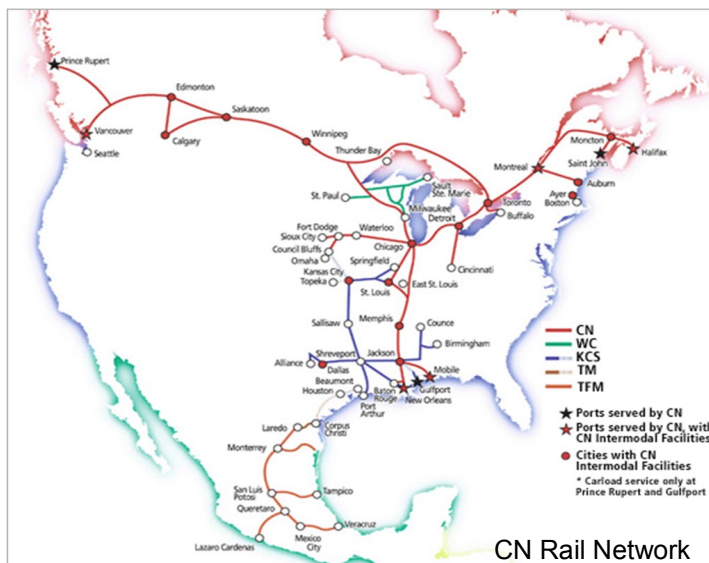 Prince Rupert
Edmonton
Saskatoon
Vancouver
Seattle
Calgary
Winnipeg
Thunder Bay
Moncton
Saint John
Halifax
Montreal
Sault
Ste. Marie
St. Paul
Auburn
Ayer
Boston
Toronto
Buffalo
Milwaukee
Detroit
Fort Dodge
Waterloo
Sioux City
Chicago
Council Bluffs
Omaha
Springfield
Kansas City
Topeka
Cincinnati
East St. Louis
St. Louis
Memphis
Sallisaw
Counce
Birmingham
Shreveport
Jackson
Alliance
Dallas
Mobile
Beaumont
Houston
Baton
Rouge
Gulfport
New Orleans
Port
Arthur
Laredo
Corpus
Christi
Monterrey
San Luis
Potosi
Tampico
Queretaro
Veracruz
Mexico
City
Lazaro Cardenas
CN
WC
KCS
TM
TFM
Ports served by CN
Ports served by CN, with
CN Intermodal Facilities
Cities with CN
Intermodal Facilities
* Carload service only at
Prince Rupert and Gulfport
CN Rail Network